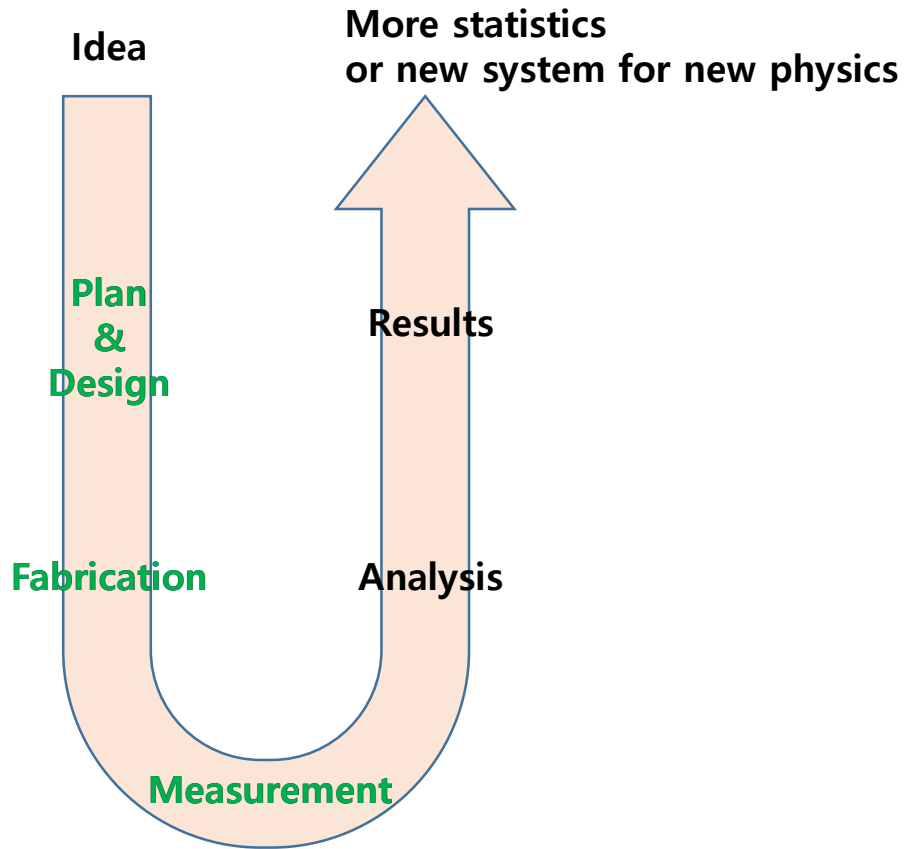 Idea
Plan
&
Design
Fabrication
Measurement
Analysis
Results
More statistics
or new system for new physics